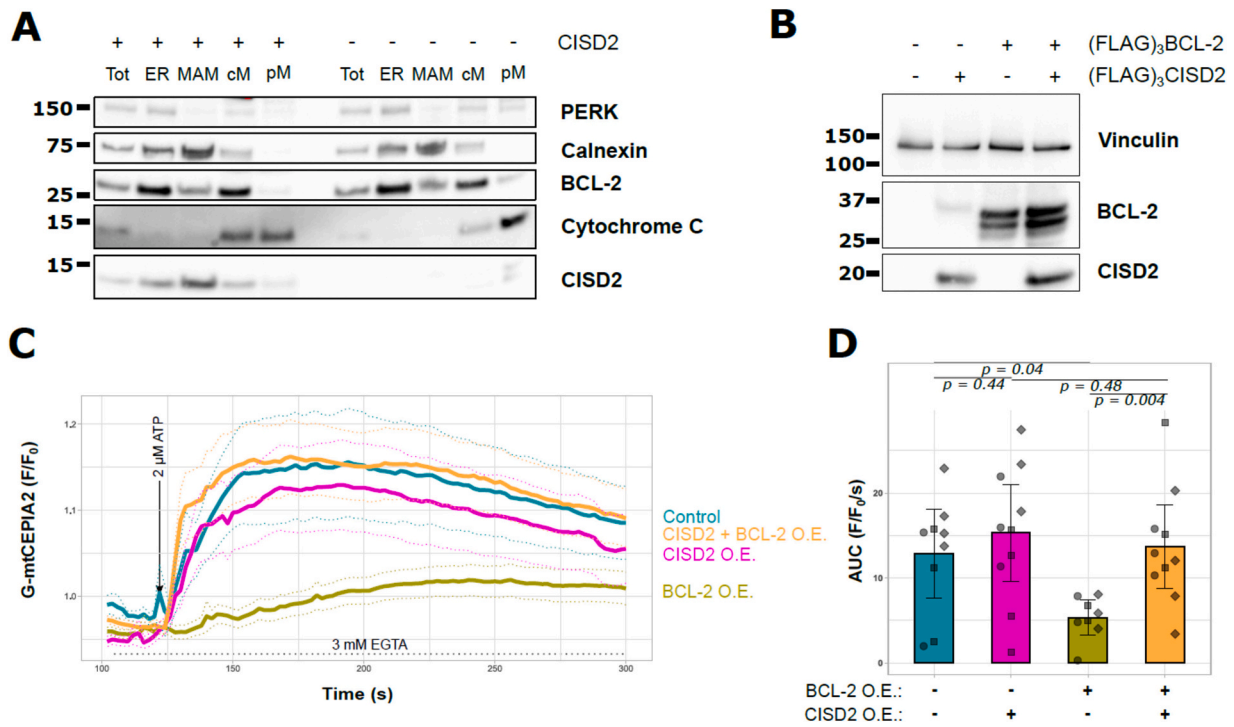 A
+ + + + + - - - - - CISD2
Tot ER MAM cM pM Tot ER MAM cM pM
150 PERK
75 Calnexin
25 BCL-2
15 Cytochrome C
15 CISD2
B
- - + + (FLAG)₃BCL-2
- + - + (FLAG)₃CISD2
150
100
Vinculin
37
25
BCL-2
20 CISD2
C
G-mtCEPIA2 (F/F₀)
1,2
1,1
1,0
2 µM ATP
3 mM EGTA
100 150 200 250 300
Time (s)
Control
CISD2 + BCL-2 O.E.
CISD2 O.E.
BCL-2 O.E.
D
p = 0.04
p = 0.44 p = 0.48
p = 0.004
AUC (F/F₀/s)
20
10
0
BCL-2 O.E.: - - + +
CISD2 O.E.: - + - +